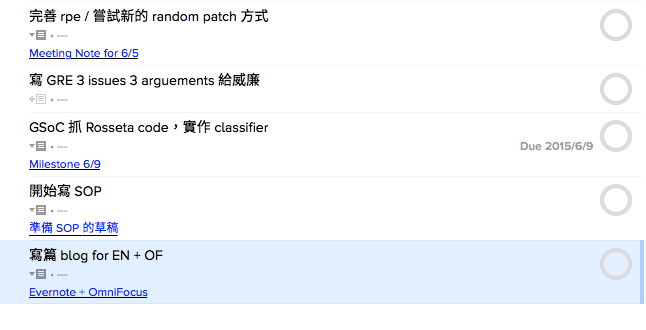 完善 rpe / 嘗試新的 random patch 方式
• ---
Meeting Note for 6/5
寫 GRE 3 issues 3 arguements 給威廉
• ---
GSoC 抓 Rosseta code，實作 classifier
• ---
Due 2015/6/9
Milestone 6/9
開始寫 SOP
• ---
準備 SOP 的草稿
寫篇 blog for EN + OF
• ---
Evernote + OmniFocus